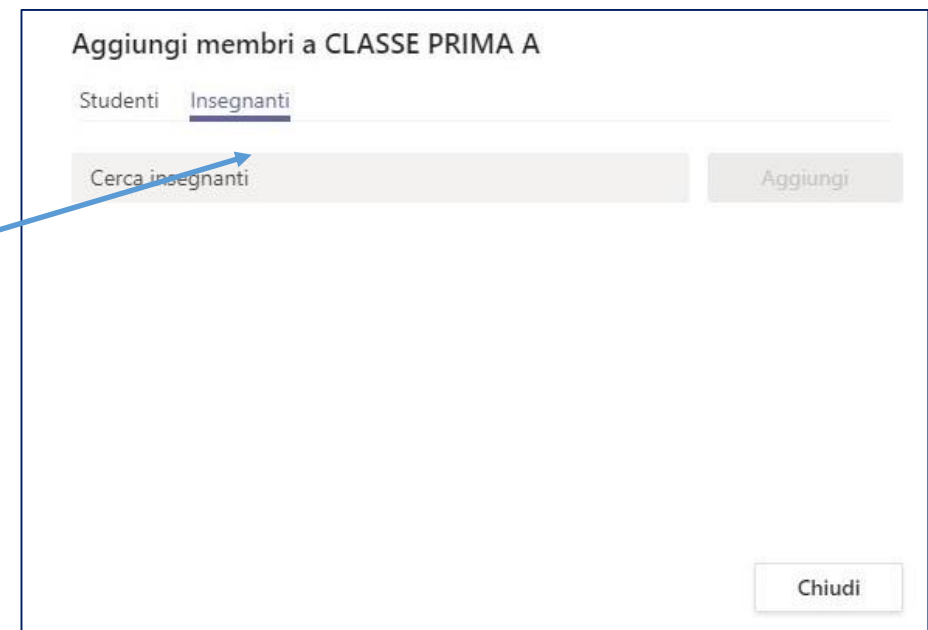 Aggiungi membri a CLASSE PRIMA A
Studenti Insegnanti
Cerca insegnanti Aggiungi
Chiudi